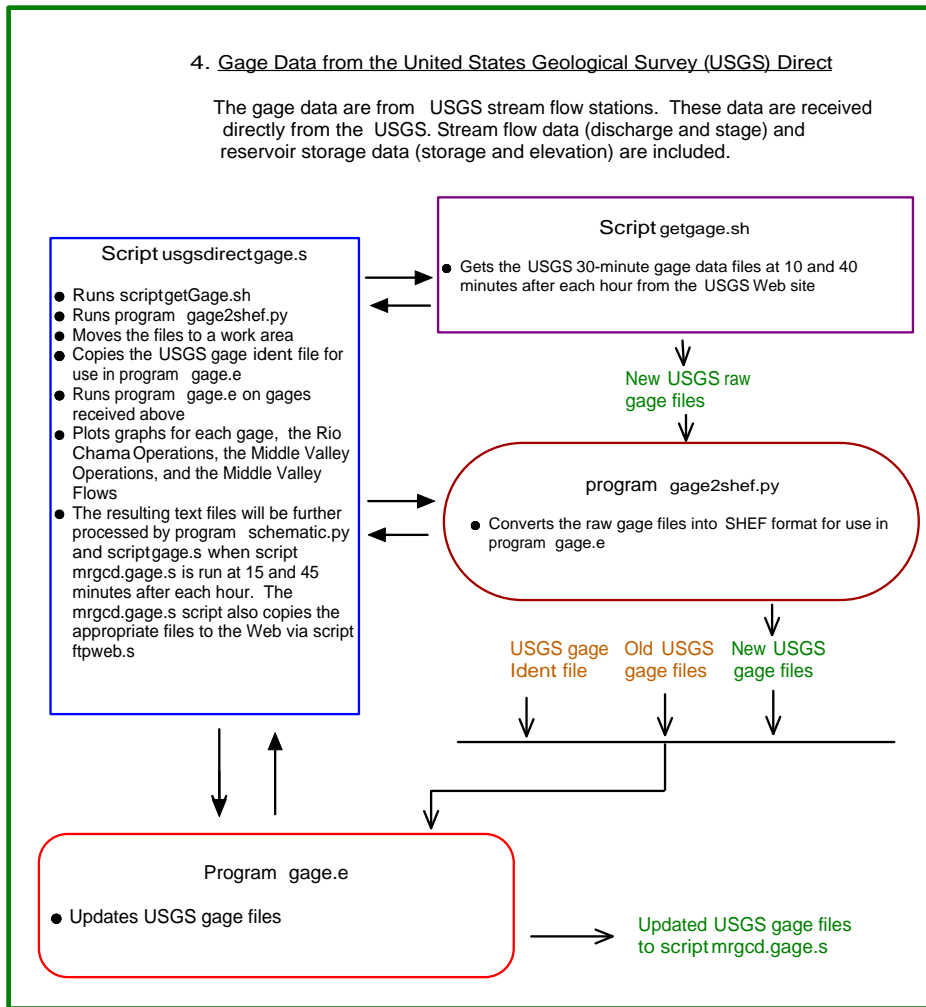 4. Gage Data from the United States Geological Survey (USGS) Direct
The gage data are from USGS stream flow stations. These data are received
directly from the USGS. Stream flow data (discharge and stage) and
reservoir storage data (storage and elevation) are included.
Script usgsdirectgage.s
● Runs script getGage.sh
● Runs program gage2shef.py
● Moves the files to a work area
● Copies the USGS gage ident file for
use in program gage.e
● Runs program gage.e on gages
received above
● Plots graphs for each gage, the Rio
Chama Operations, the Middle Valley
Operations, and the Middle Valley
Flows
● The resulting text files will be further
processed by program schematic.py
and script gage.s when script
mrgcd.gage.s is run at 15 and 45
minutes after each hour. The
mrgcd.gage.s script also copies the
appropriate files to the Web via script
ftpweb.s
Script getgage.sh
● Gets the USGS 30-minute gage data files at 10 and 40
minutes after each hour from the USGS Web site
New USGS raw
gage files
program gage2shef.py
● Converts the raw gage files into SHEF format for use in
program gage.e
USGS gage
Ident file
Old USGS
gage files
New USGS
gage files
Program gage.e
● Updates USGS gage files
Updated USGS gage files
to script mrgcd.gage.s